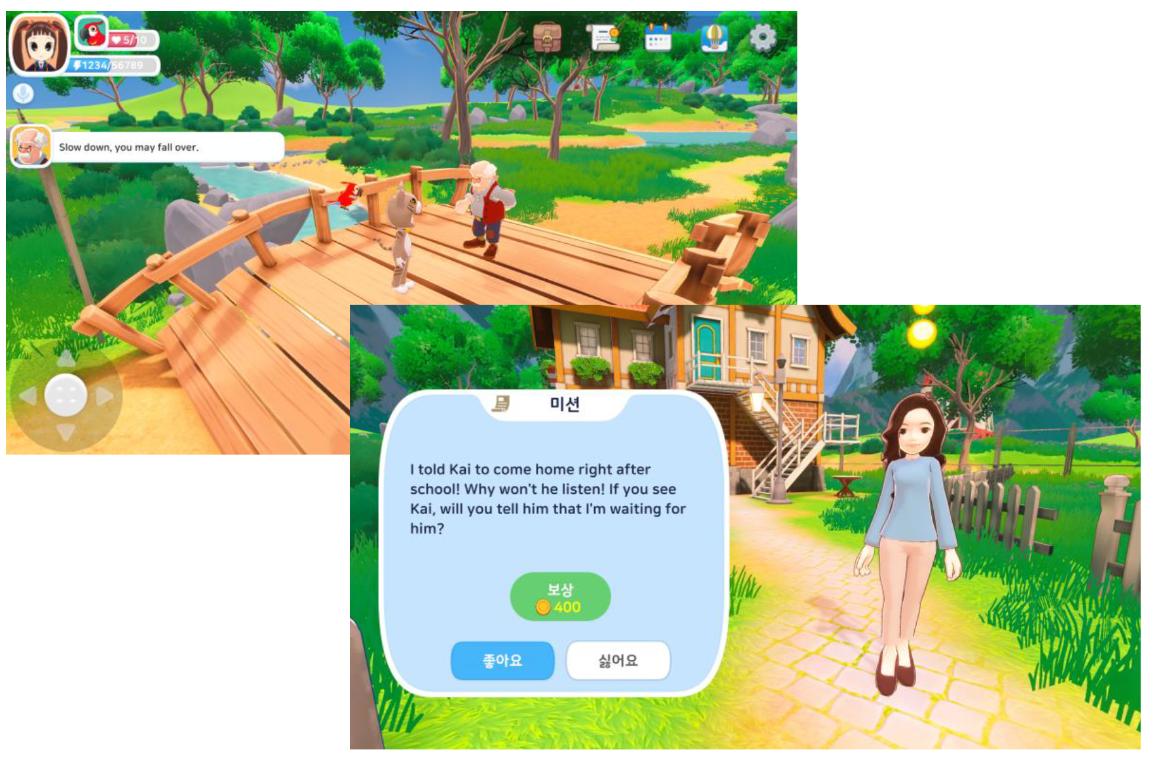 5/10
1234/56789
Slow down, you may fall over.
미션
I told Kai to come home right after
school! Why won't he listen! If you see
Kai, will you tell him that I'm waiting for
him?
보상
400
좋아요
싫어요